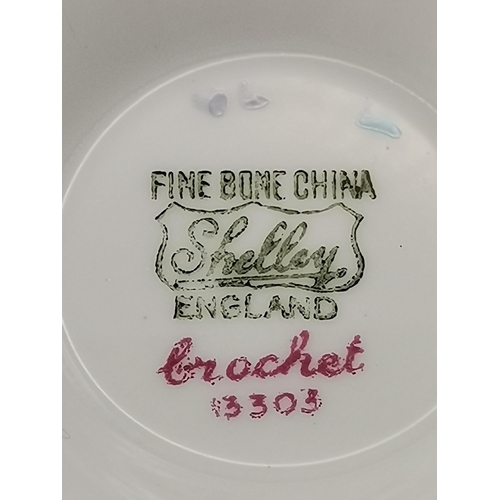 FINE BONE CHINA
Shelley
ENGLAND
Crochet
13303